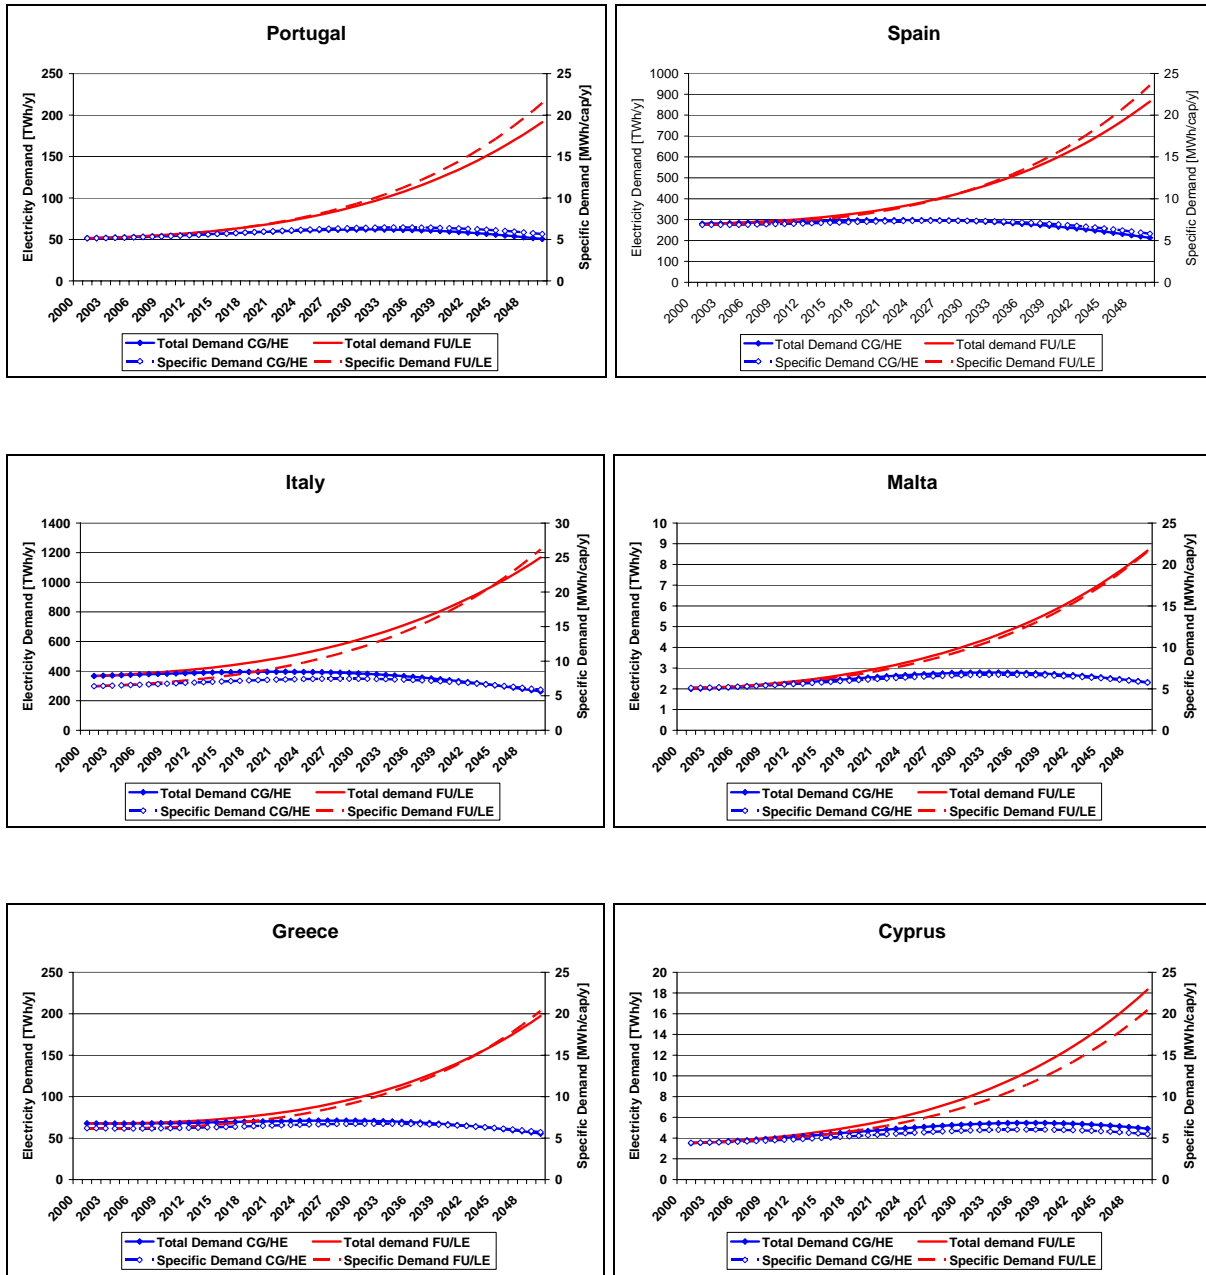 Portugal
Electricity Demand [TWh/y]
250
200
150
100
50
0
25
20
15
10
5
0
Specific Demand [MWh/cap/y]
2000 2003 2006 2009 2012 2015 2018 2021 2024 2027 2030 2033 2036 2039 2042 2045 2048
Total Demand CG/HE Total demand FU/LE
Specific Demand CG/HE Specific Demand FU/LE
Spain
Electricity Demand [TWh/y]
1000
900
800
700
600
500
400
300
200
100
0
25
20
15
10
5
0
Specific Demand [MWh/cap/y]
2000 2003 2006 2009 2012 2015 2018 2021 2024 2027 2030 2033 2036 2039 2042 2045 2048
Total Demand CG/HE Total demand FU/LE
Specific Demand CG/HE Specific Demand FU/LE
Italy
Electricity Demand [TWh/y]
1400
1200
1000
800
600
400
200
0
30
25
20
15
10
5
0
Specific Demand [MWh/cap/y]
2000 2003 2006 2009 2012 2015 2018 2021 2024 2027 2030 2033 2036 2039 2042 2045 2048
Total Demand CG/HE Total demand FU/LE
Specific Demand CG/HE Specific Demand FU/LE
Malta
Electricity Demand [TWh/y]
10
9
8
7
6
5
4
3
2
1
0
25
20
15
10
5
0
Specific Demand [MWh/cap/y]
2000 2003 2006 2009 2012 2015 2018 2021 2024 2027 2030 2033 2036 2039 2042 2045 2048
Total Demand CG/HE Total demand FU/LE
Specific Demand CG/HE Specific Demand FU/LE
Greece
Electricity Demand [TWh/y]
250
200
150
100
50
0
25
20
15
10
5
0
Specific Demand [MWh/cap/y]
2000 2003 2006 2009 2012 2015 2018 2021 2024 2027 2030 2033 2036 2039 2042 2045 2048
Total Demand CG/HE Total demand FU/LE
Specific Demand CG/HE Specific Demand FU/LE
Cyprus
Electricity Demand [TWh/y]
20
18
16
14
12
10
8
6
4
2
0
25
20
15
10
5
0
Specific Demand [MWh/cap/y]
2000 2003 2006 2009 2012 2015 2018 2021 2024 2027 2030 2033 2036 2039 2042 2045 2048
Total Demand CG/HE Total demand FU/LE
Specific Demand CG/HE Specific Demand FU/LE